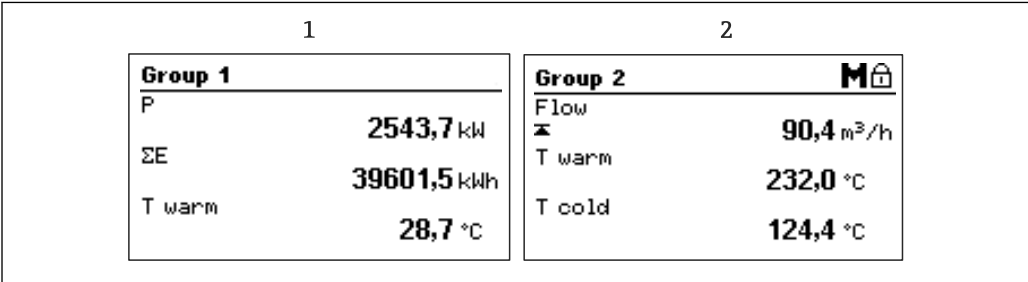 1
Group 1
P
2543,7 kW
ΣE
39601,5 kWh
T warm
28,7 °C
2
Group 2 M
Flow
90,4 m³/h
T warm
232,0 °C
T cold
124,4 °C